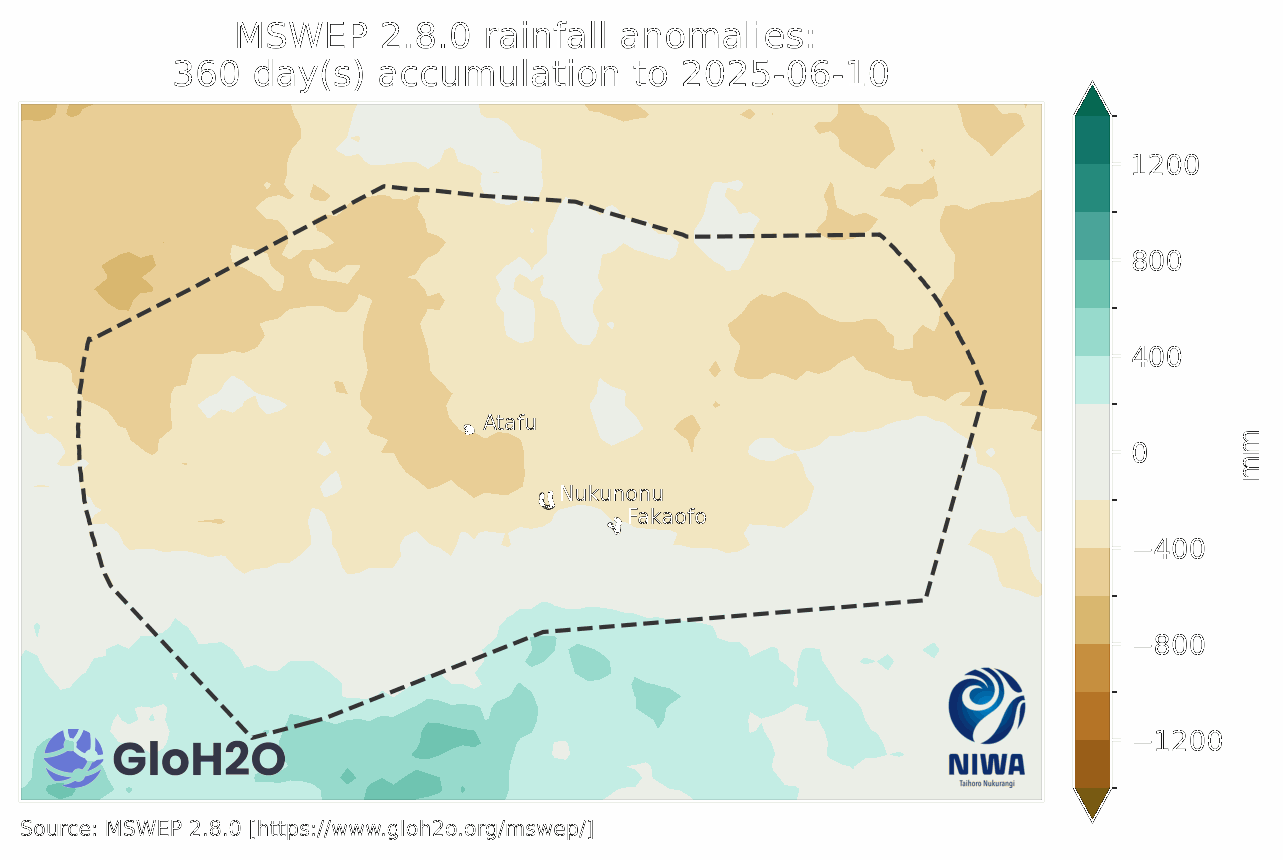 MSWEP 2.8.0 rainfall anomalies:
360 day(s) accumulation to 2025-06-10
1200
800
400
0
−400
−800
−1200
mm
Atafu
Nukunonu
Fakaofo
GloH2O
NIWA
Taihoro Nukurangi
Source: MSWEP 2.8.0 [https://www.gloh2o.org/mswep/]